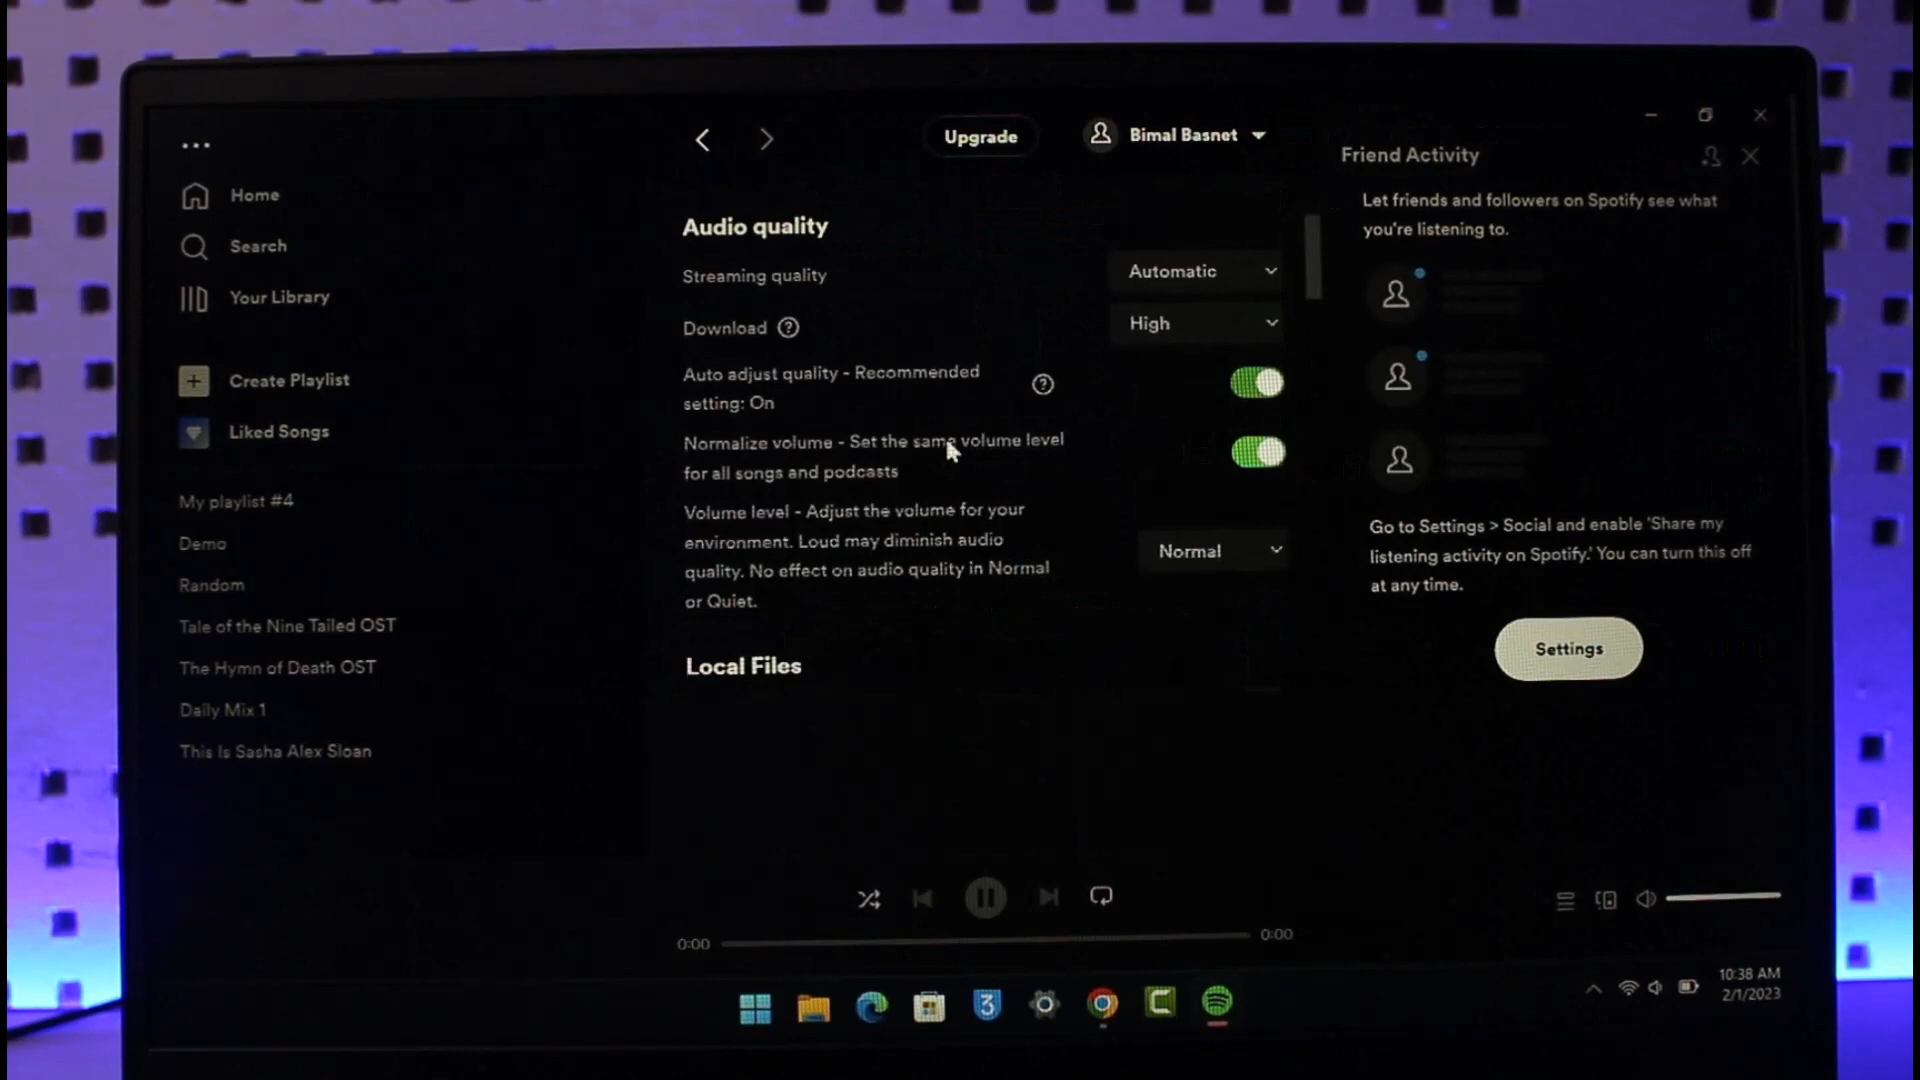 Upgrade
Bimal Basnet
Home
Search
Your Library
Create Playlist
Liked Songs
My playlist #4
Demo
Random
Tale of the Nine Tailed OST
The Hymn of Death OST
Daily Mix 1
This Is Sasha Alex Sloan
Audio quality
Streaming quality
Automatic
Download
High
Auto adjust quality - Recommended
setting: On
Normalize volume - Set the same volume level
for all songs and podcasts
Volume level - Adjust the volume for your
environment. Loud may diminish audio
quality. No effect on audio quality in Normal
or Quiet.
Normal
Local Files
Friend Activity
Let friends and followers on Spotify see what
you're listening to.
Go to Settings > Social and enable 'Share my
listening activity on Spotify.' You can turn this off
at any time.
Settings
0:00
0:00
3
C
10:38 AM
2/1/2023